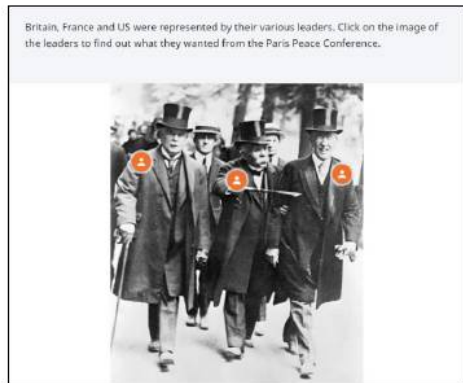 Britain, France and US were represented by their various leaders. Click on the image of
the leaders to find out what they wanted from the Paris Peace Conference.